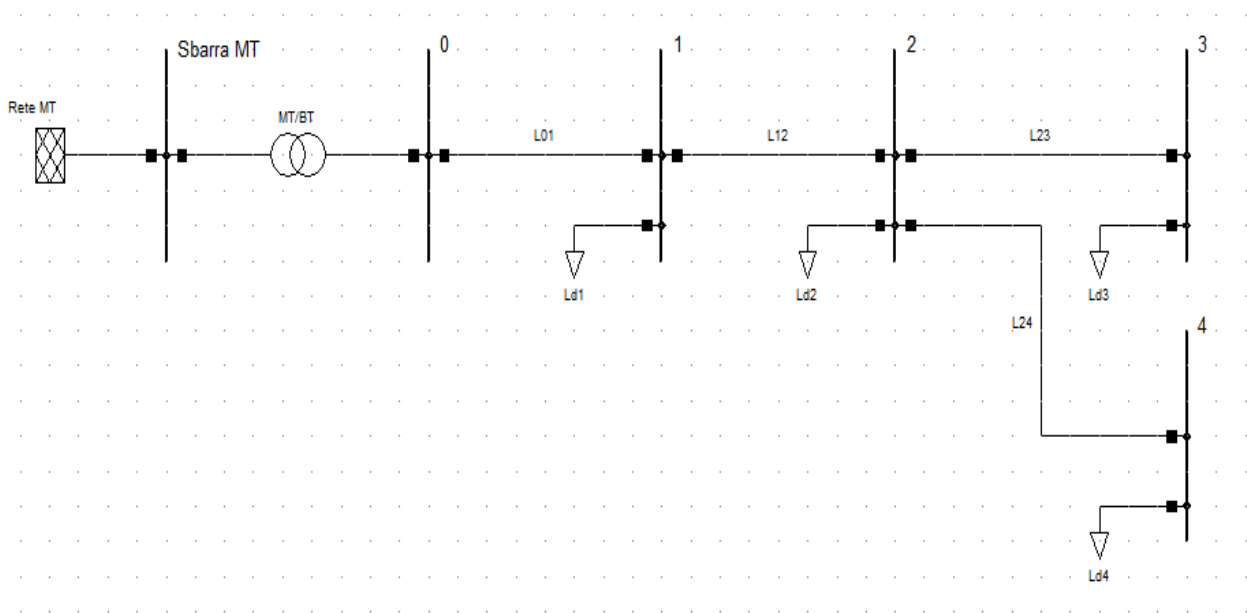 Sbarra MT
0
1
2
3
Rete MT
MT/BT
L01
L12
L23
Ld1
Ld2
Ld3
L24
4
Ld4